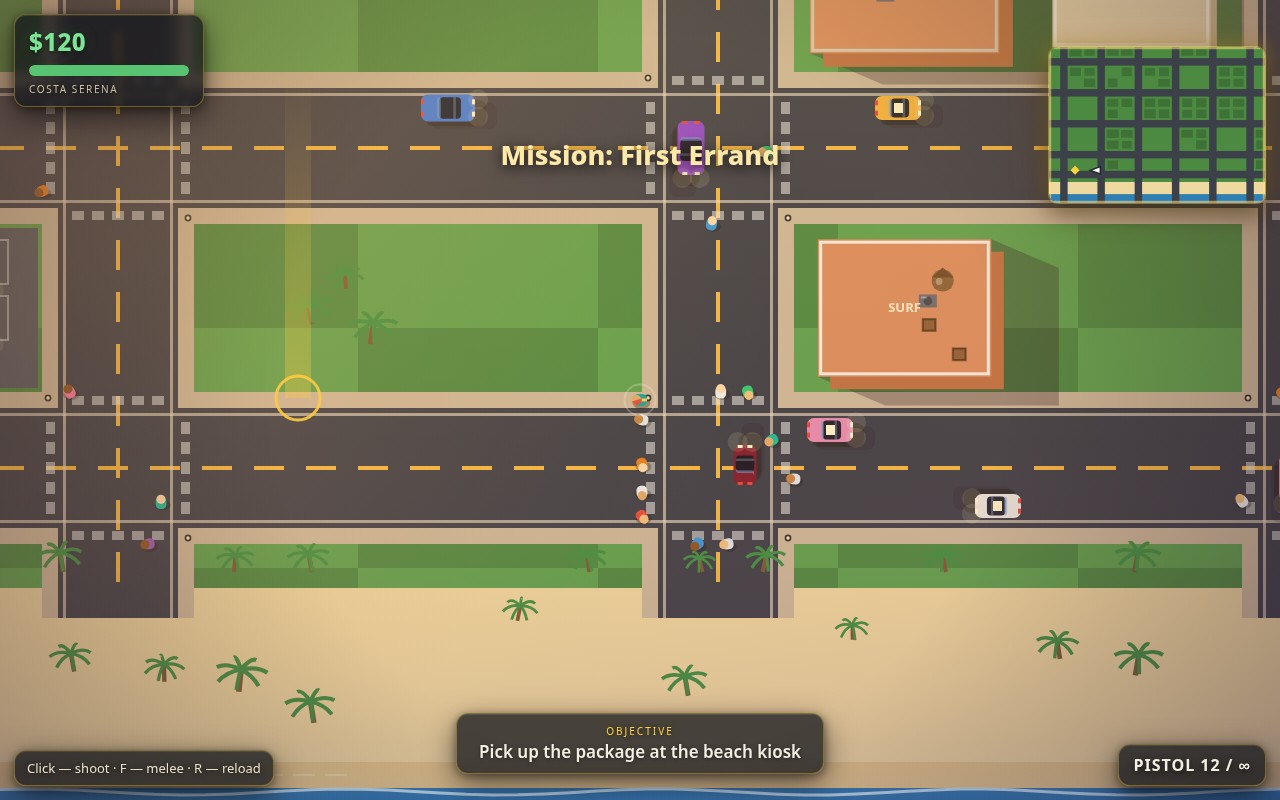 $120
COSTA SERENA
Mission: First Errand
SURF
OBJECTIVE
Pick up the package at the beach kiosk
Click — shoot · F — melee · R — reload
PISTOL 12 / ∞